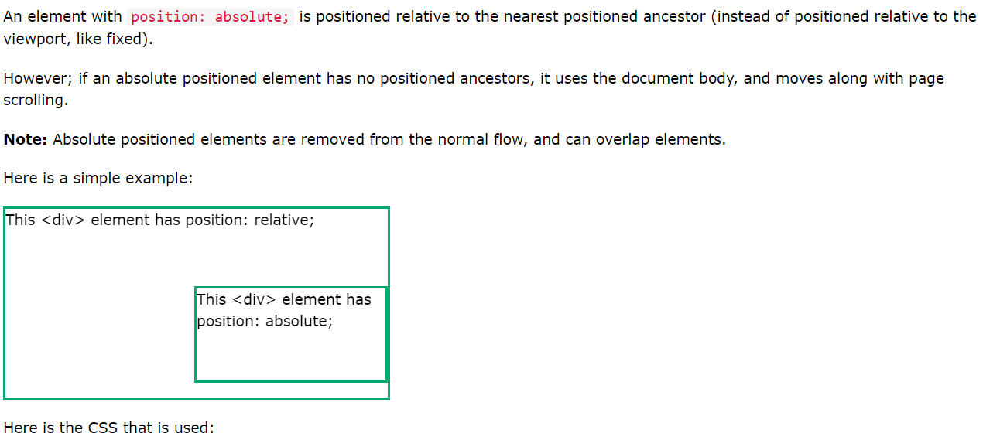 An element with position: absolute; is positioned relative to the nearest positioned ancestor (instead of positioned relative to the
viewport, like fixed).
However; if an absolute positioned element has no positioned ancestors, it uses the document body, and moves along with page
scrolling.
Note: Absolute positioned elements are removed from the normal flow, and can overlap elements.
Here is a simple example:
This <div> element has position: relative;
This <div> element has
position: absolute;
Here is the CSS that is used: